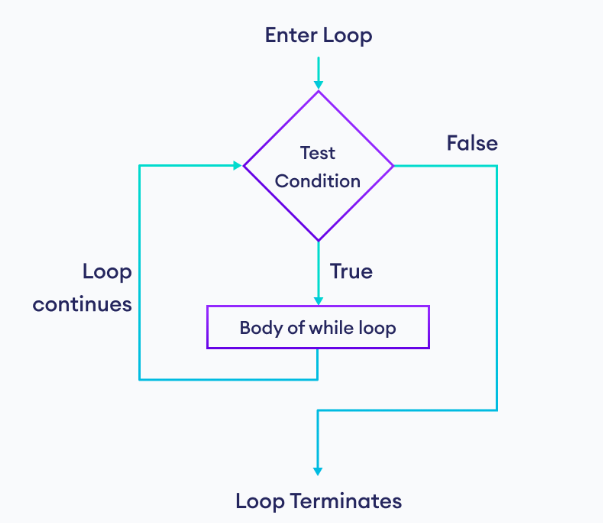 Enter Loop
Test
Condition
False
True
Loop
continues
Body of while loop
Loop Terminates